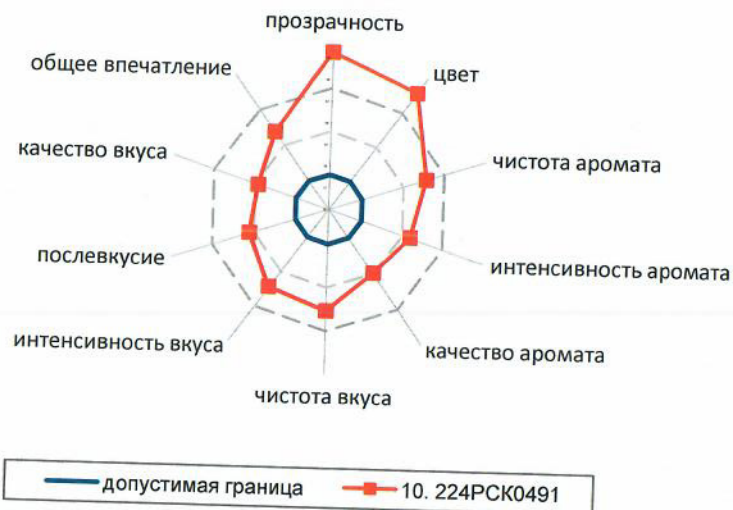 прозрачность
общее впечатление
цвет
качество вкуса
чистота аромата
послевкусие
интенсивность аромата
интенсивность вкуса
качество аромата
чистота вкуса
допустимая граница
10. 224РСК0491